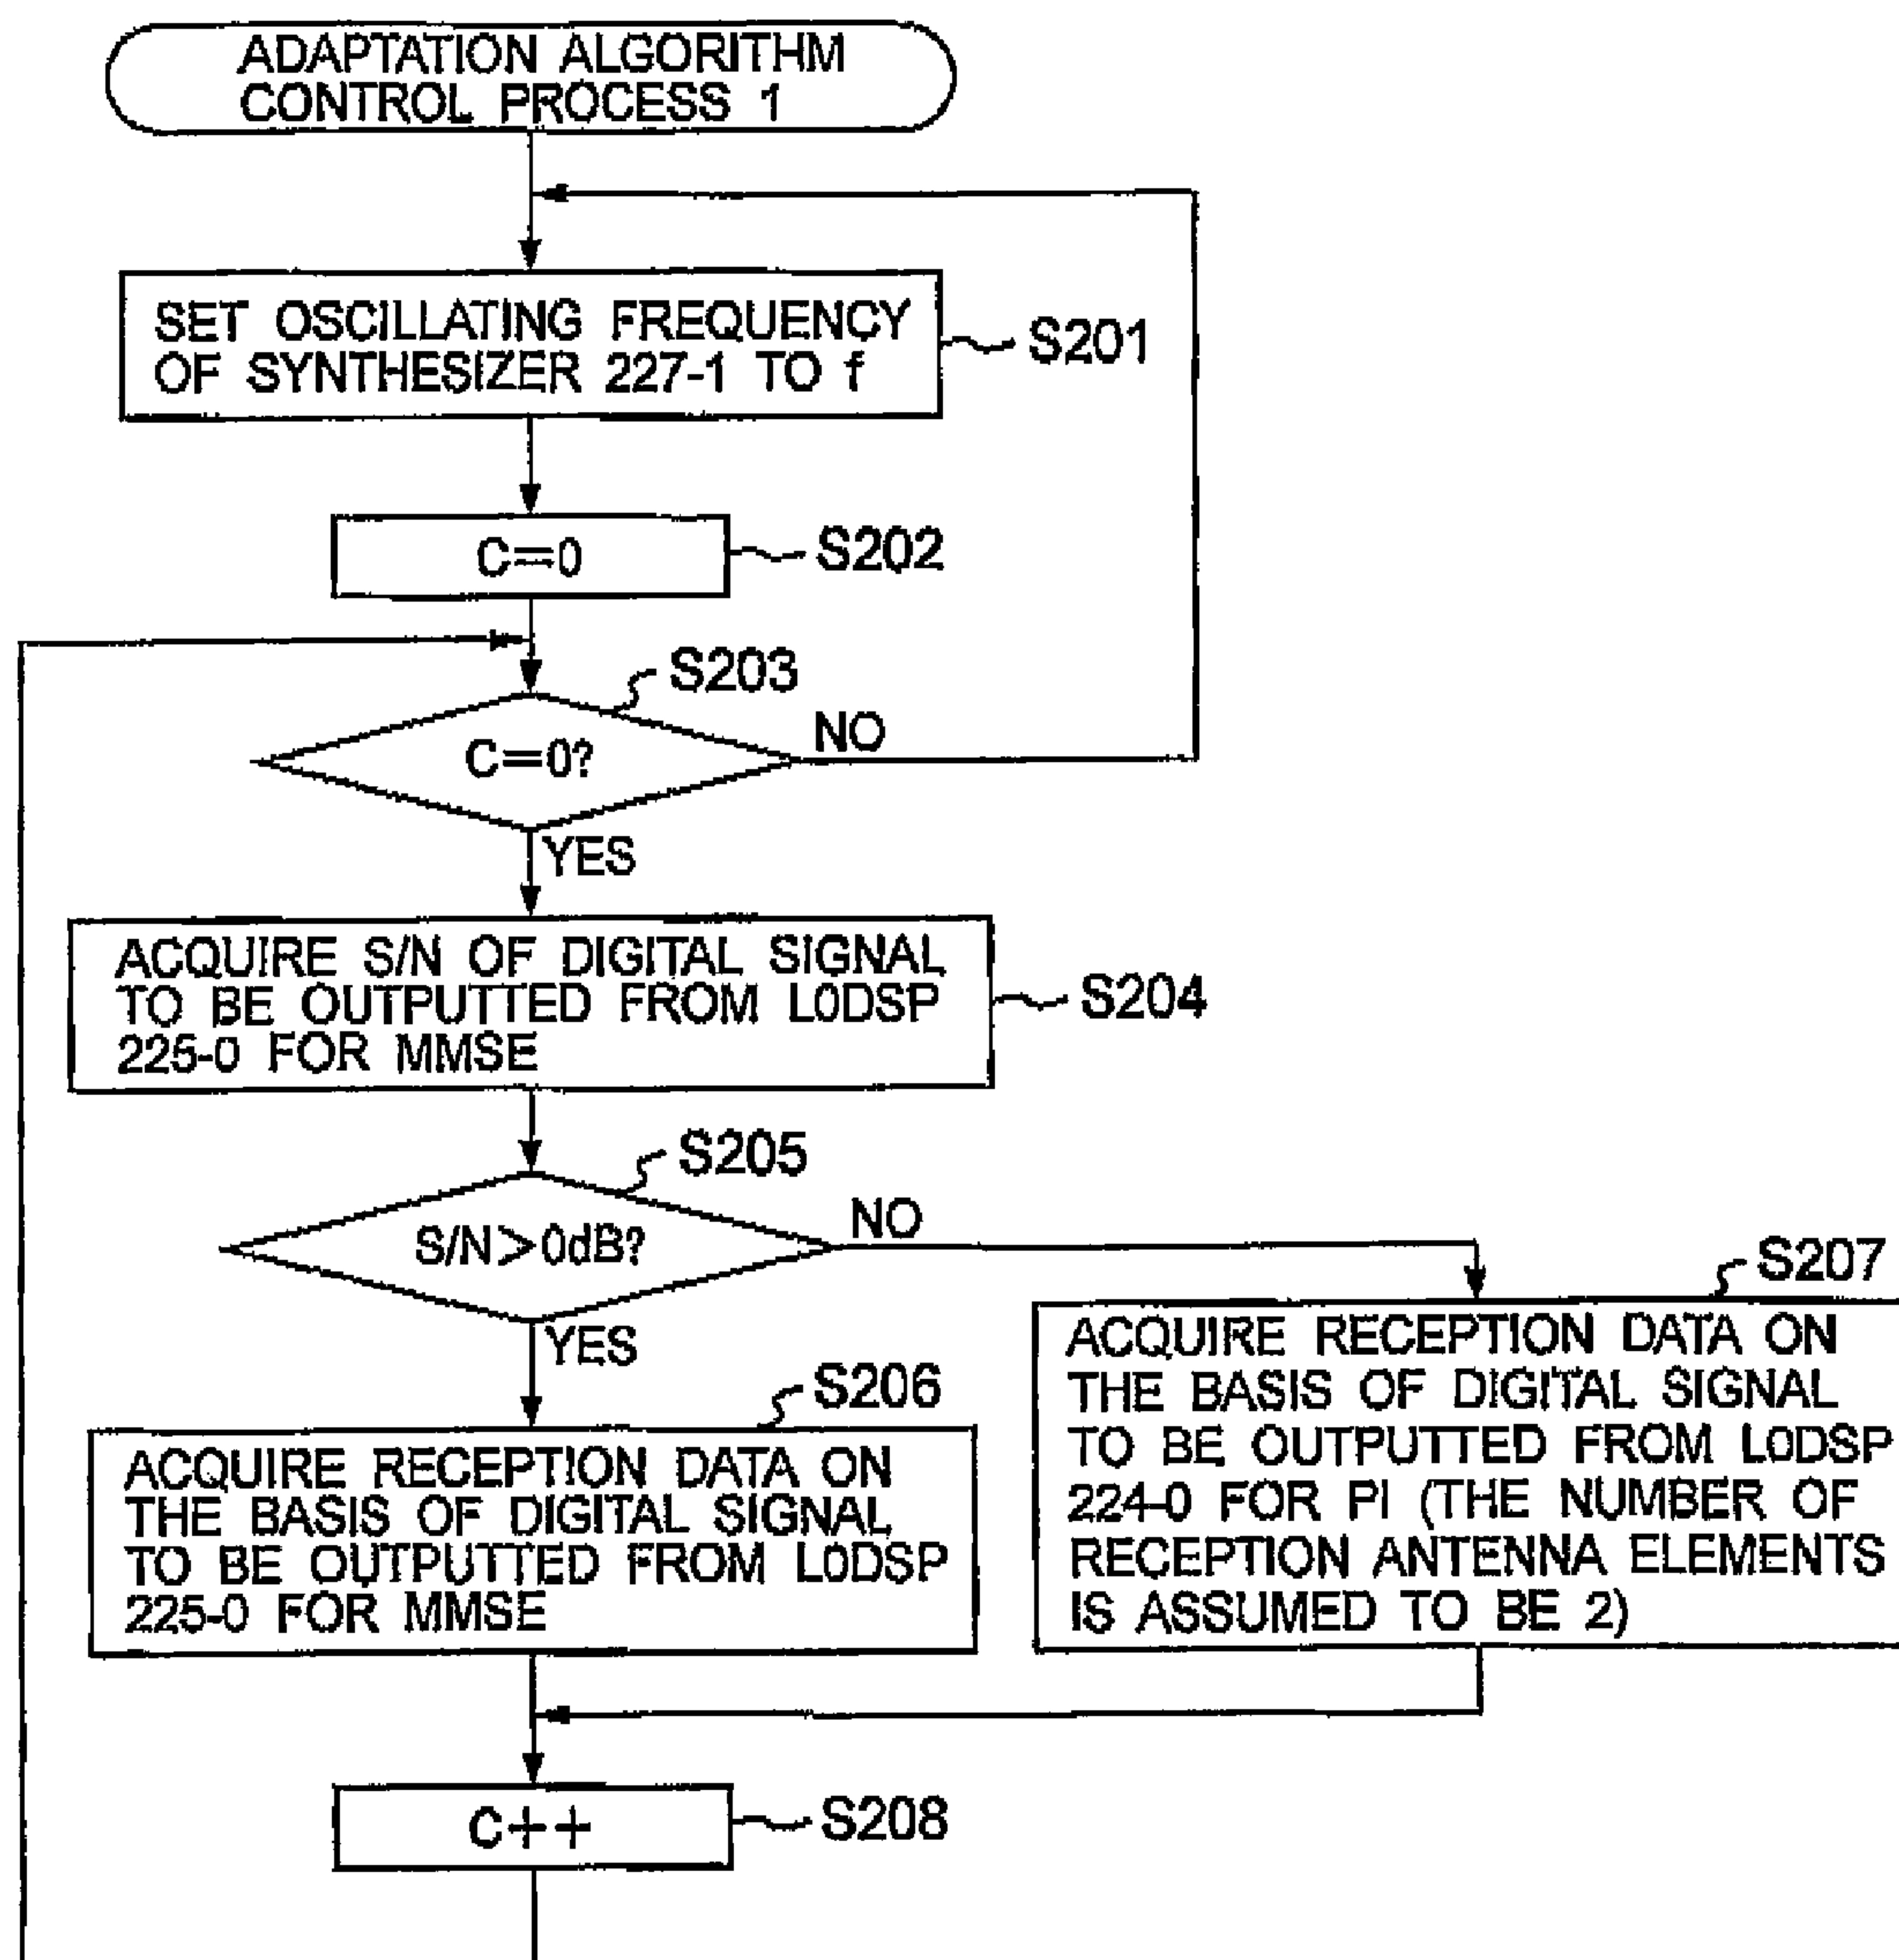 ADAPTATION ALGORITHM
CONTROL PROCESS 1
SET OSCILLATING FREQUENCY
OF SYNTHESIZER 227-1 TO f
S201
C=0
S202
S203
C=0?
NO
YES
ACQUIRE S/N OF DIGITAL SIGNAL
TO BE OUTPUTTED FROM L0DSP
225-0 FOR MMSE
S204
S205
S/N>0dB?
NO
YES
S207
ACQUIRE RECEPTION DATA ON
THE BASIS OF DIGITAL SIGNAL
TO BE OUTPUTTED FROM L0DSP
224-0 FOR PI (THE NUMBER OF
RECEPTION ANTENNA ELEMENTS
IS ASSUMED TO BE 2)
S206
ACQUIRE RECEPTION DATA ON
THE BASIS OF DIGITAL SIGNAL
TO BE OUTPUTTED FROM L0DSP
225-0 FOR MMSE
C++
S208